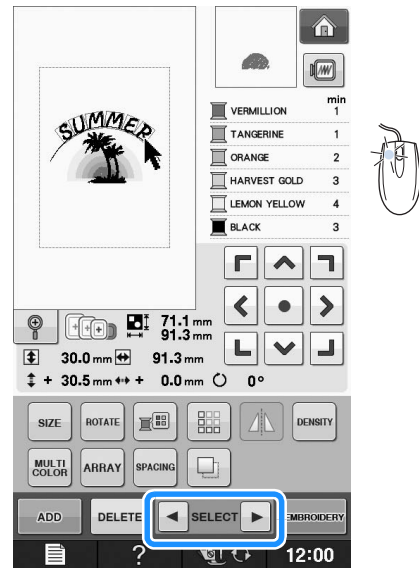 SUMMER
min
VERMILLION 1
TANGERINE 1
ORANGE 2
HARVEST GOLD 3
LEMON YELLOW 4
BLACK 3
71.1 mm
91.3 mm
30.0 mm 91.3 mm
+ 30.5 mm + 0.0 mm 0°
SIZE ROTATE DENSITY
MULTI
COLOR ARRAY SPACING
ADD DELETE ◀ SELECT ▶ EMBROIDERY
? 12:00